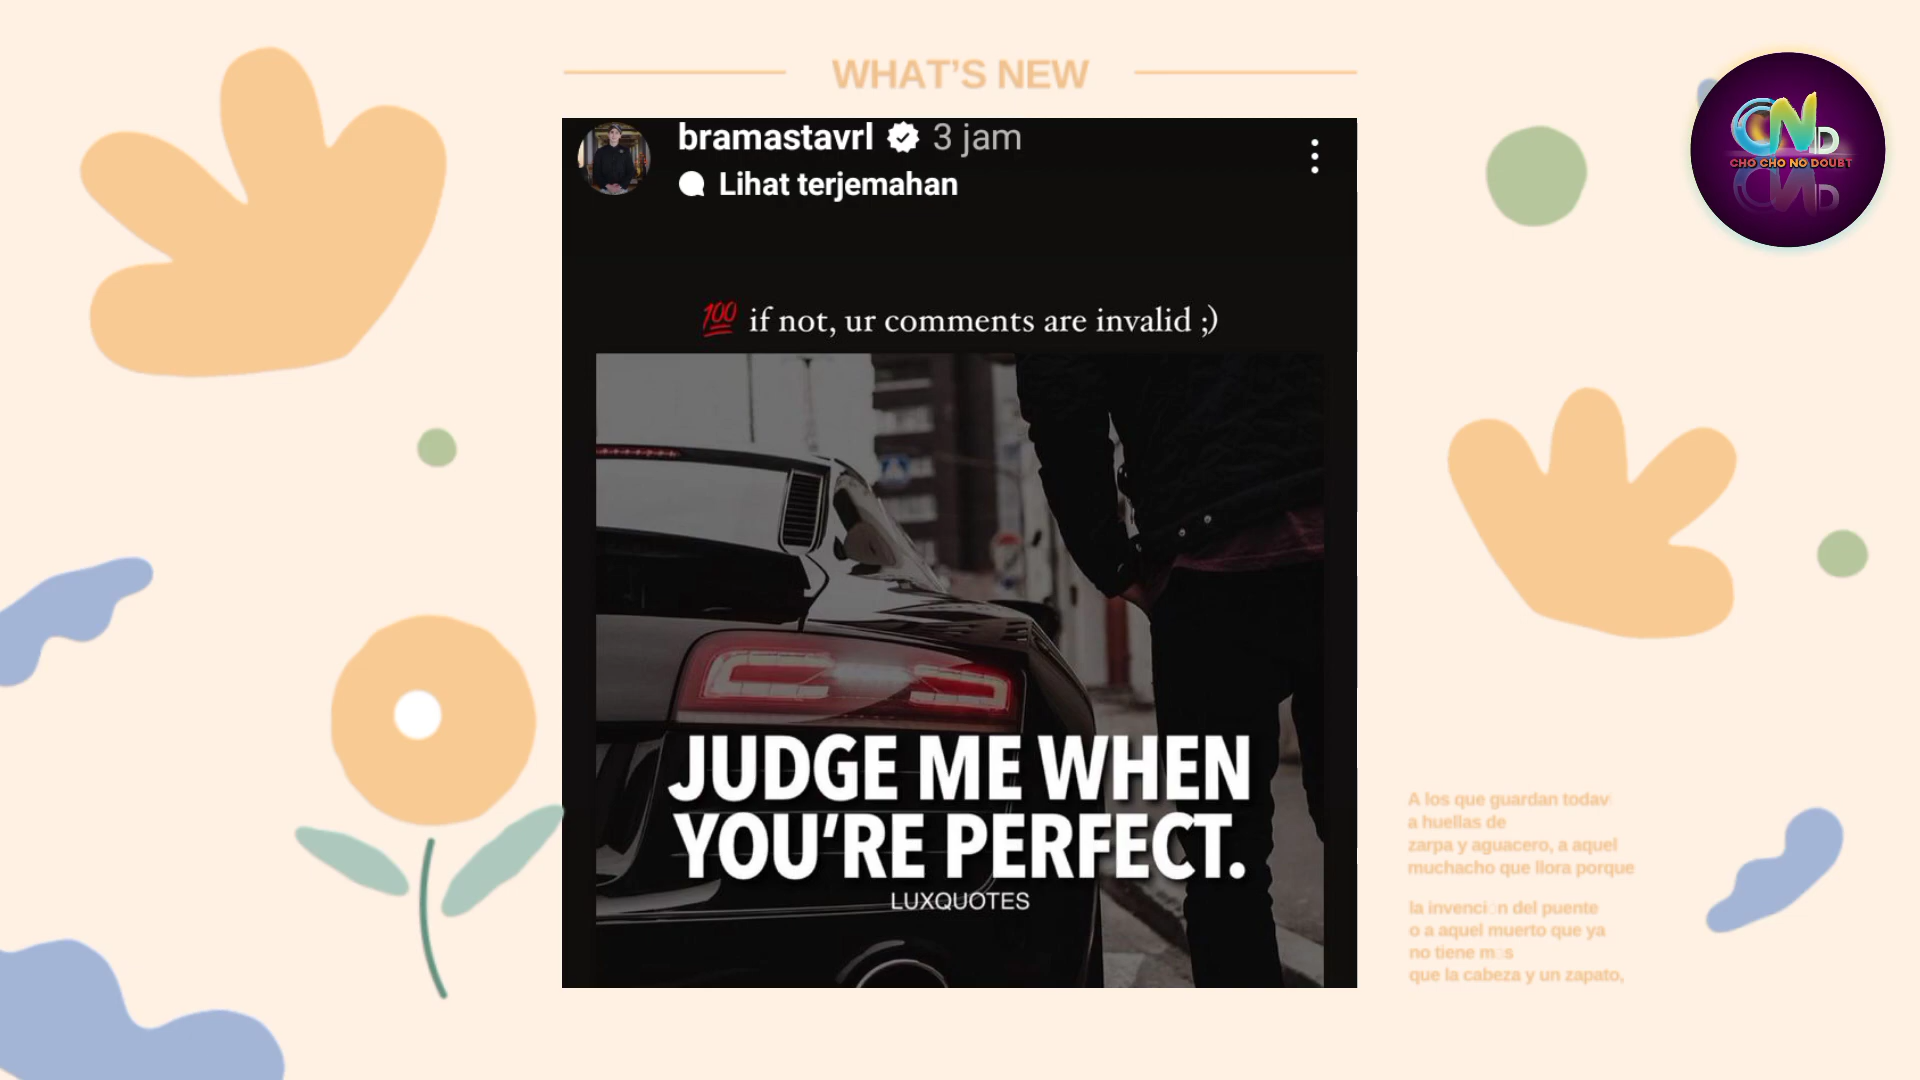 WHAT'S NEW
bramastavrl 3 jam
Lihat terjemahan
💯 if not, ur comments are invalid ;)
JUDGE ME WHEN
YOU'RE PERFECT.
LUXQUOTES
CND
CHO CHO NO DOUBT
A los que guardan todav
a huellas de
zarpa y aguacero, a aquel
muchacho que llora porque
la invenci n del puente
o a aquel muerto que ya
no tiene m s
que la cabeza y un zapato,